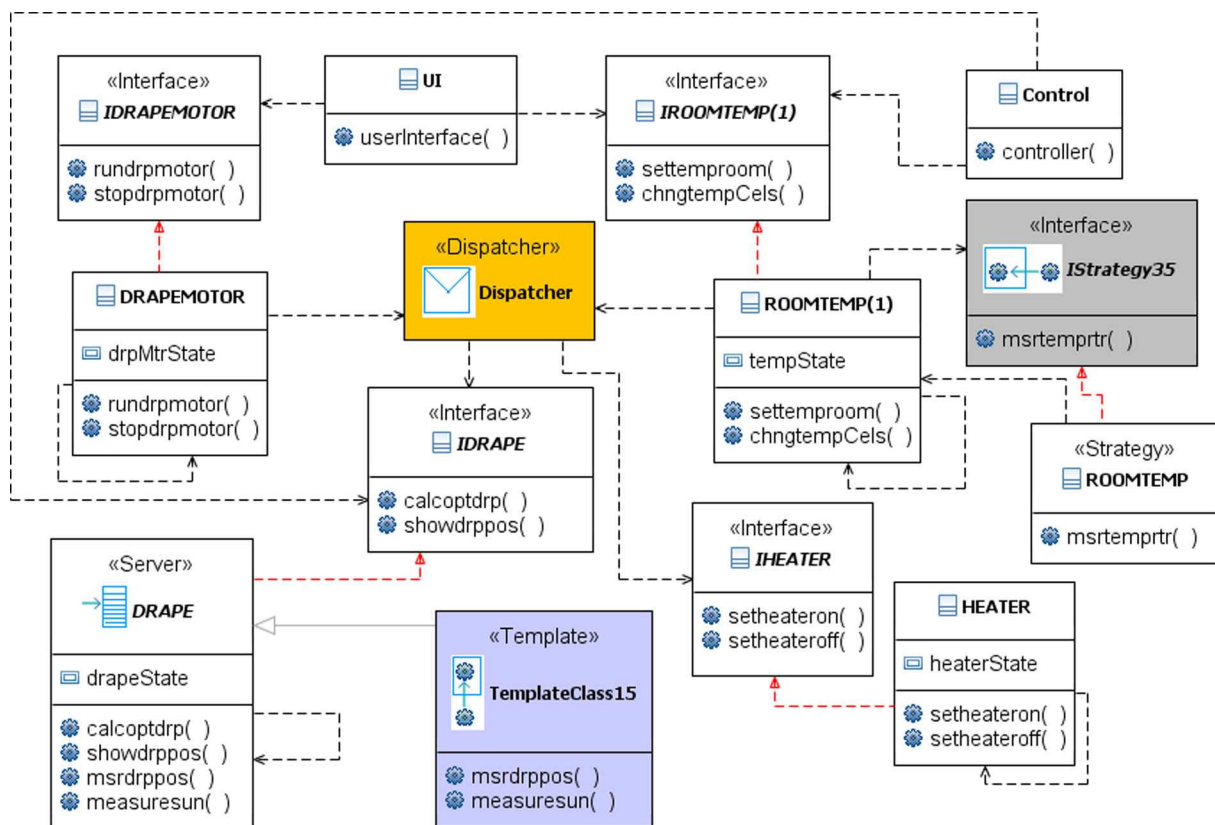 «Interface»
IDRAPEMOTOR
rundrpmotor( )
stopdrpmotor( )
UI
userInterface( )
«Interface»
IROOMTEMP(1)
settemproom( )
chngtempCels( )
Control
controller( )
DRAPEMOTOR
drpMtrState
rundrpmotor( )
stopdrpmotor( )
«Dispatcher»
Dispatcher
ROOMTEMP(1)
tempState
settemproom( )
chngtempCels( )
«Interface»
IStrategy35
msrtemprtr( )
«Interface»
IDRAPE
calcoptdrp( )
showdrppos( )
«Strategy»
ROOMTEMP
msrtemprtr( )
«Server»
DRAPE
drapeState
calcoptdrp( )
showdrppos( )
msrdrppos( )
measuresun( )
«Template»
TemplateClass15
msrdrppos( )
measuresun( )
«Interface»
IHEATER
setheateron( )
setheateroff( )
HEATER
heaterState
setheateron( )
setheateroff( )